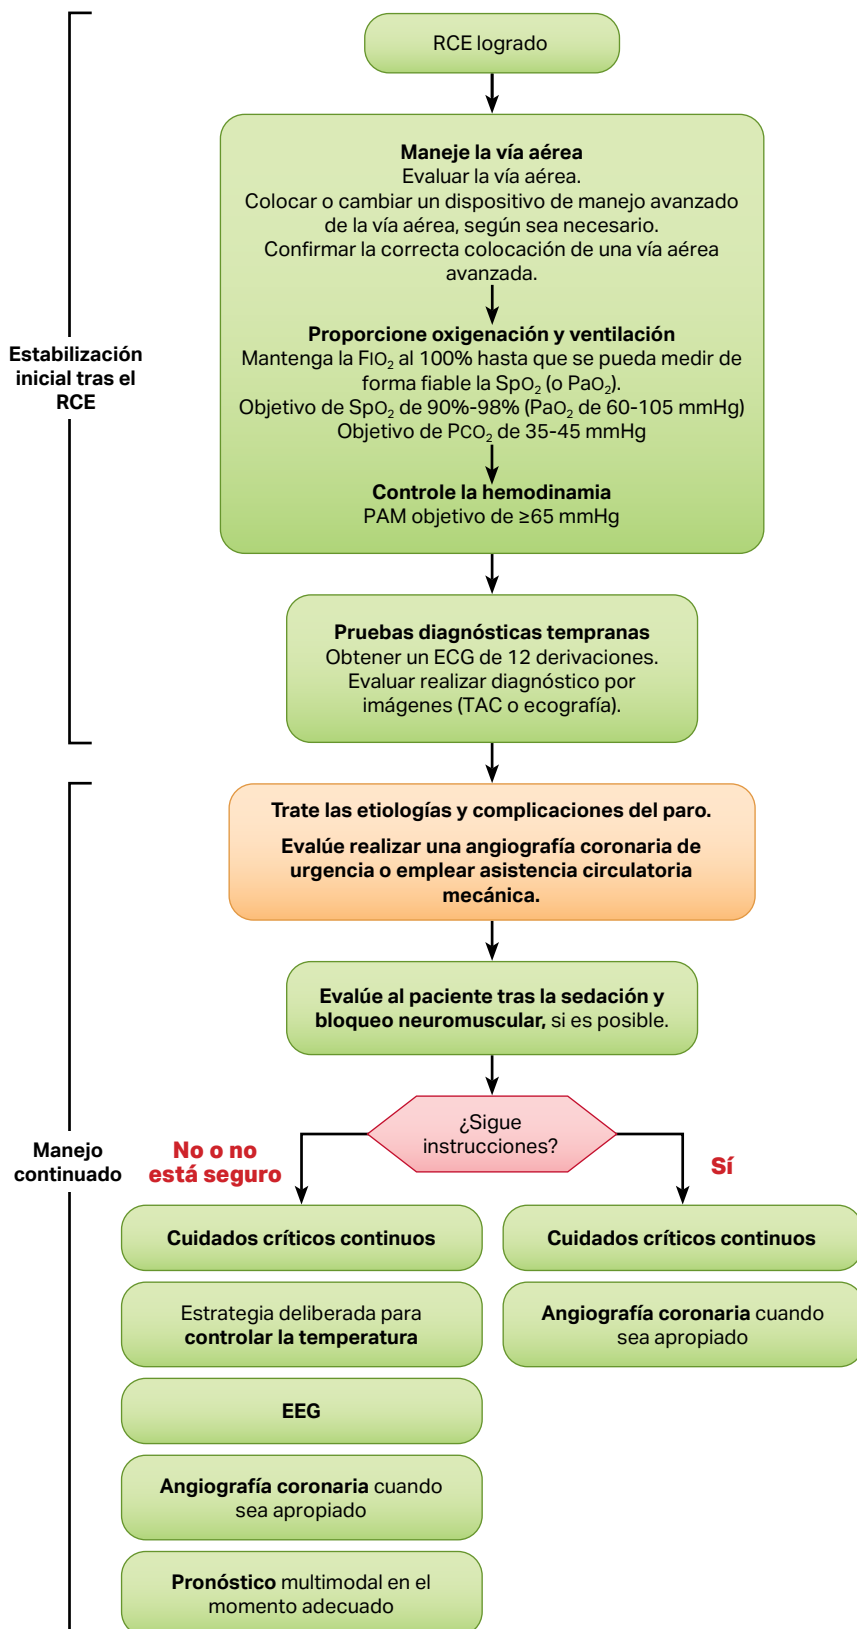 RCE logrado
Maneje la vía aérea
Evaluar la vía aérea.
Colocar o cambiar un dispositivo de manejo avanzado
de la vía aérea, según sea necesario.
Confirmar la correcta colocación de una vía aérea
avanzada.
Proporcione oxigenación y ventilación
Mantenga la FIO₂ al 100% hasta que se pueda medir de
forma fiable la SpO₂ (o PaO₂).
Objetivo de SpO₂ de 90%-98% (PaO₂ de 60-105 mmHg)
Objetivo de PCO₂ de 35-45 mmHg
Controle la hemodinamia
PAM objetivo de ≥65 mmHg
Estabilización
inicial tras el
RCE
Pruebas diagnósticas tempranas
Obtener un ECG de 12 derivaciones.
Evaluar realizar diagnóstico por
imágenes (TAC o ecografía).
Trate las etiologías y complicaciones del paro.
Evalúe realizar una angiografía coronaria de
urgencia o emplear asistencia circulatoria
mecánica.
Evalúe al paciente tras la sedación y
bloqueo neuromuscular, si es posible.
¿Sigue
instrucciones?
Manejo
continuado
No o no
está seguro
Sí
Cuidados críticos continuos
Estrategia deliberada para
controlar la temperatura
EEG
Angiografía coronaria cuando
sea apropiado
Pronóstico multimodal en el
momento adecuado
Cuidados críticos continuos
Angiografía coronaria cuando
sea apropiado